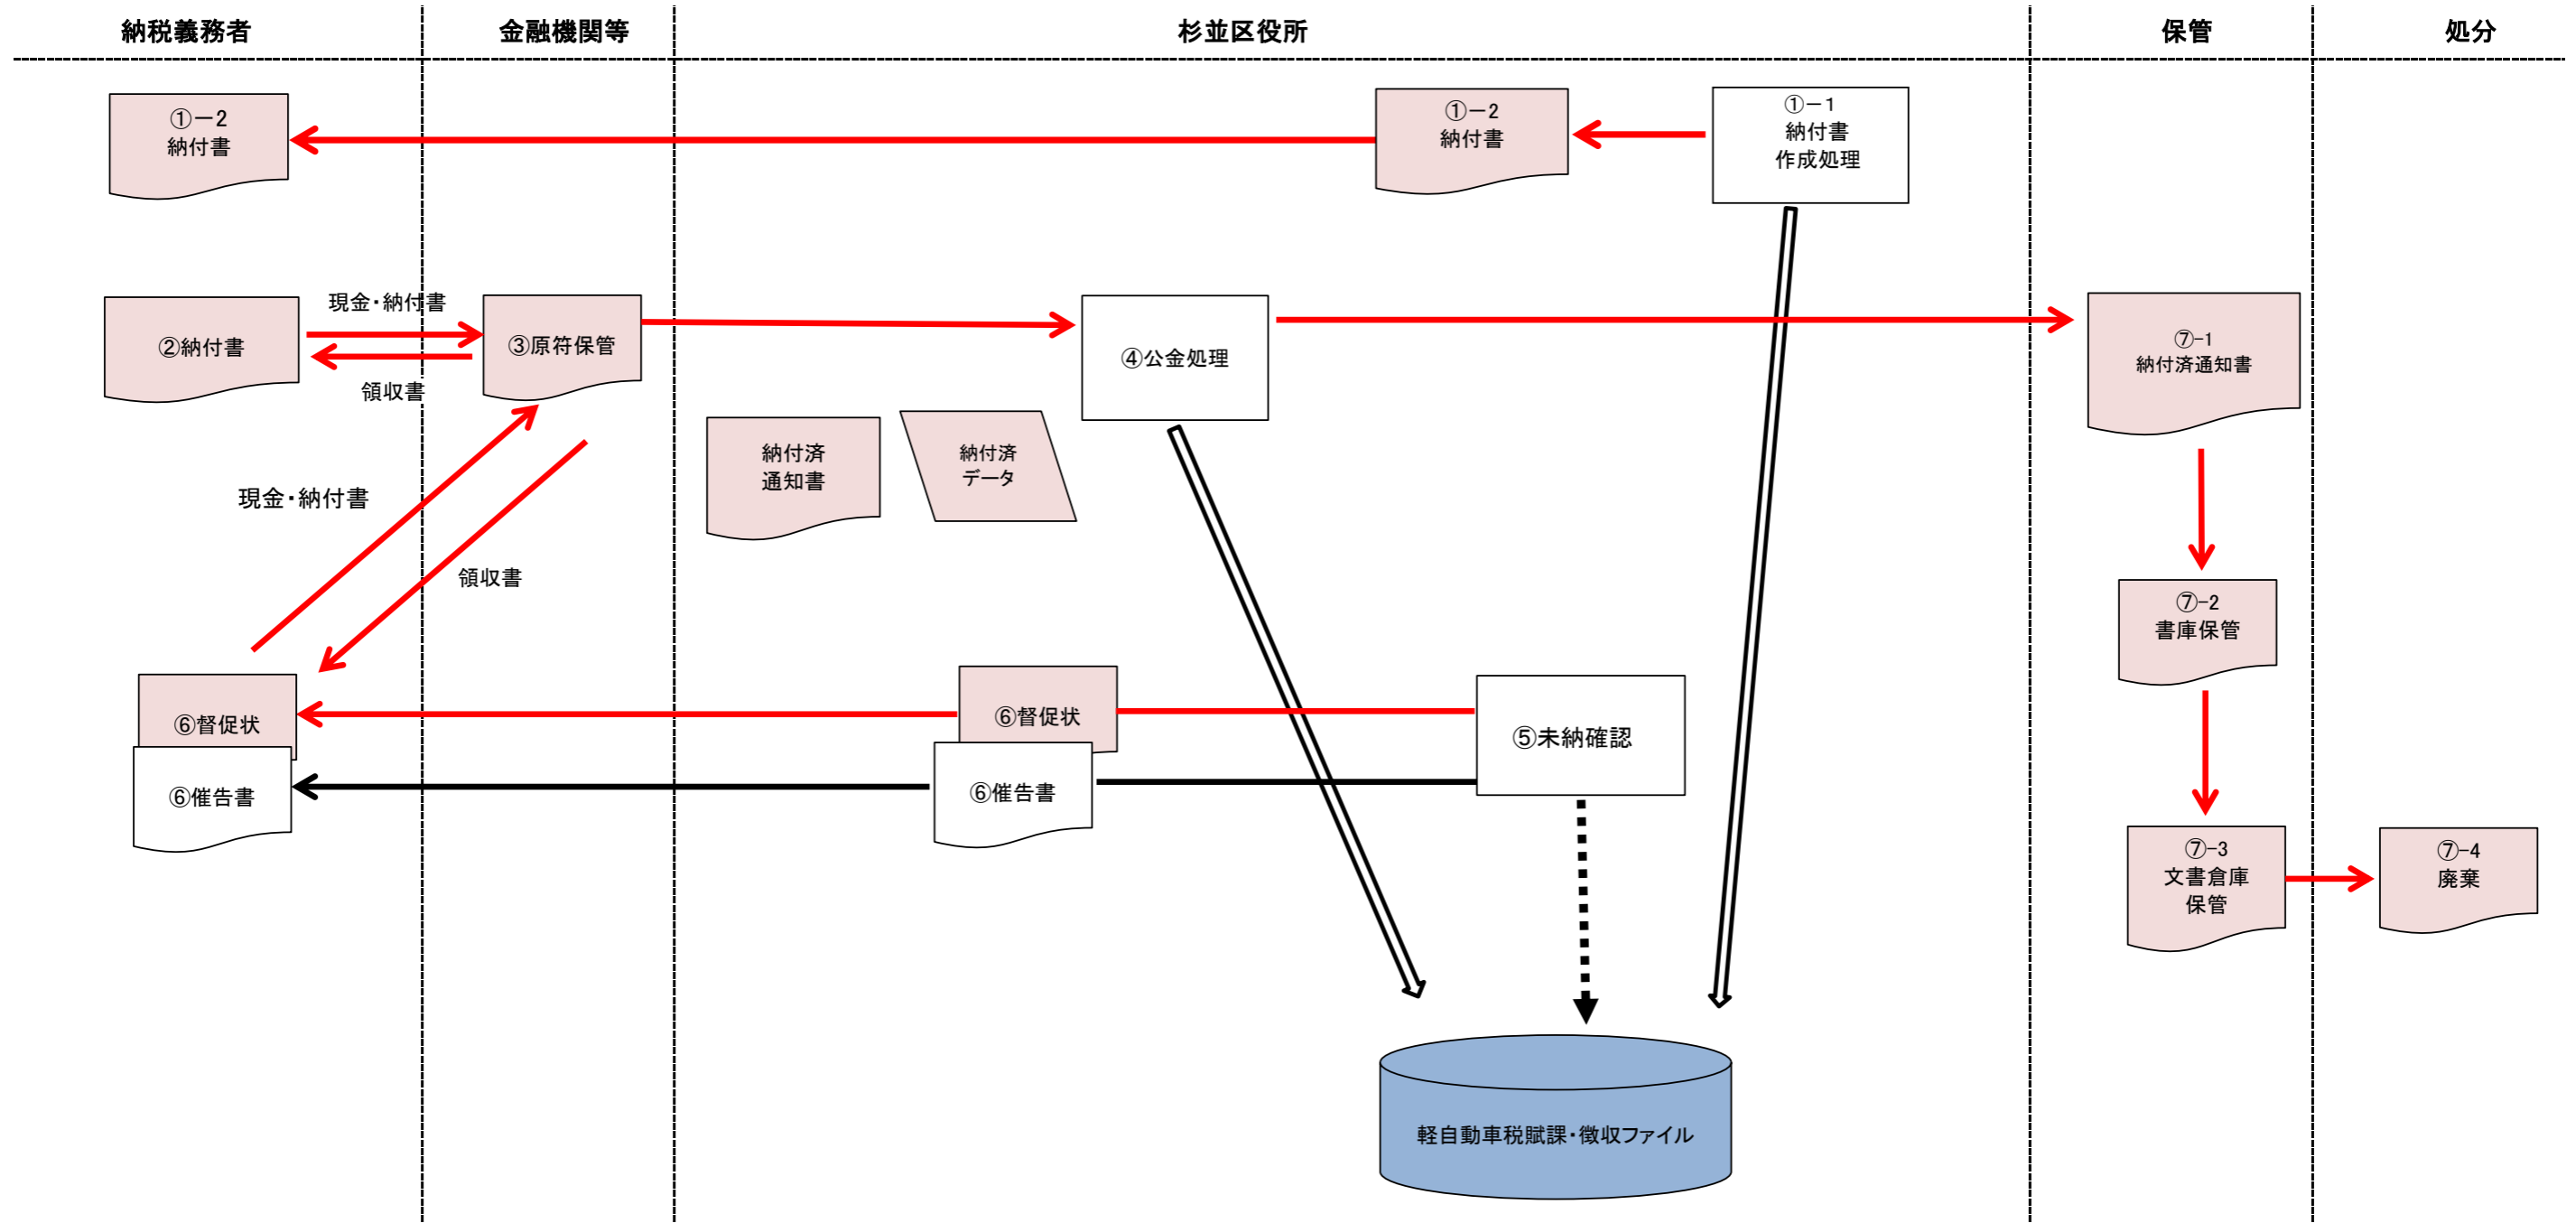 納税義務者
金融機関等
杉並区役所
保管
処分
①－2
納付書
①－2
納付書
①－1
納付書
作成処理
②納付書
現金・納付書
領収書
③原符保管
④公金処理
⑦-1
納付済通知書
納付済
通知書
納付済
データ
現金・納付書
領収書
⑦-2
書庫保管
⑥督促状
⑥督促状
⑤未納確認
⑥催告書
⑥催告書
⑦-3
文書倉庫
保管
⑦-4
廃棄
軽自動車税賦課・徴収ファイル